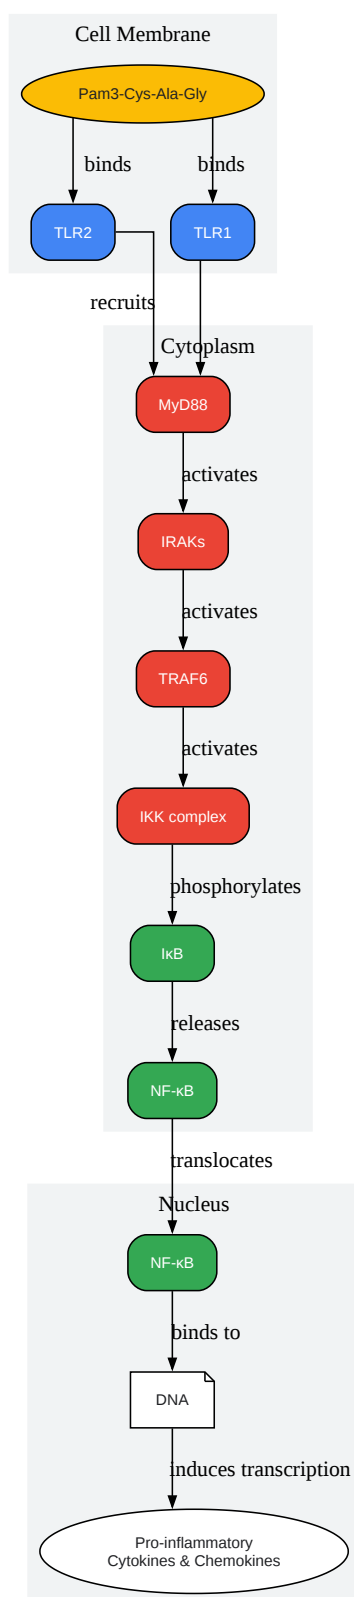 Cell Membrane
Pam3-Cys-Ala-Gly
binds
binds
TLR2
TLR1
recruits
Cytoplasm
MyD88
activates
IRAKs
activates
TRAF6
activates
IKK complex
phosphorylates
IκB
releases
NF-κB
translocates
Nucleus
NF-κB
binds to
DNA
induces transcription
Pro-inflammatory
Cytokines & Chemokines